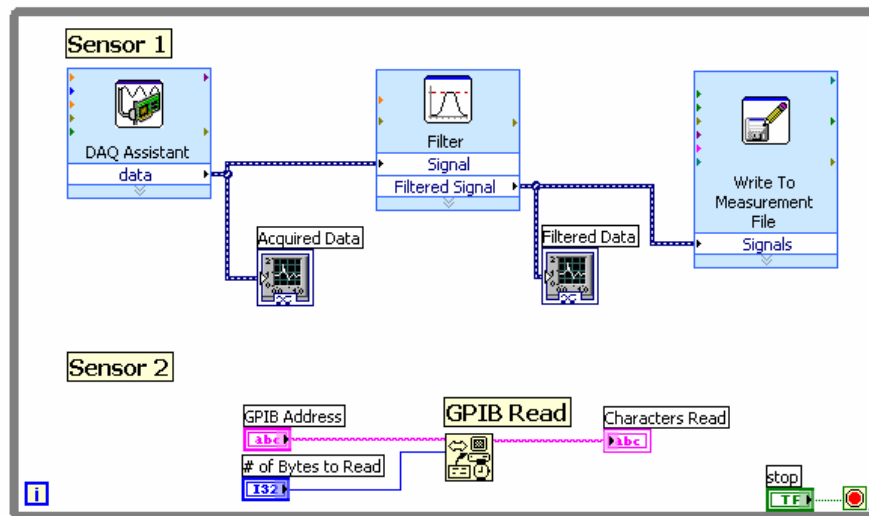 Sensor 1
DAQ Assistant
data
Filter
Signal
Filtered Signal
Write To
Measurement
File
Signals
Acquired Data
Filtered Data
Sensor 2
GPIB Address
abc
GPIB Read
Characters Read
abc
# of Bytes to Read
I32
stop
TF
i